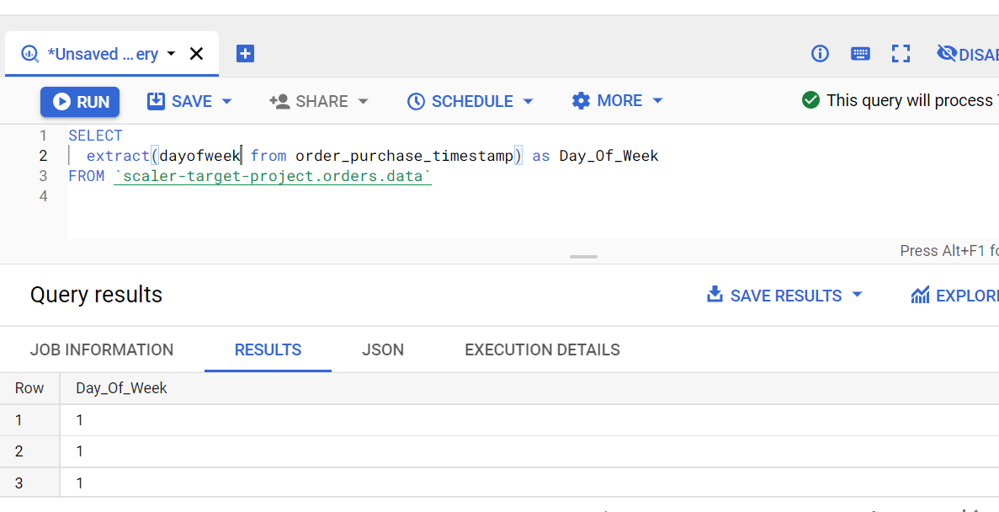 *Unsaved ...ery
DISAB
RUN SAVE SHARE SCHEDULE MORE This query will process
1 SELECT
2 extract(dayofweek from order_purchase_timestamp) as Day_Of_Week
3 FROM `scaler-target-project.orders.data`
4
Press Alt+F1 fo
Query results SAVE RESULTS EXPLORE
JOB INFORMATION RESULTS JSON EXECUTION DETAILS
Row Day_Of_Week
1 1
2 1
3 1